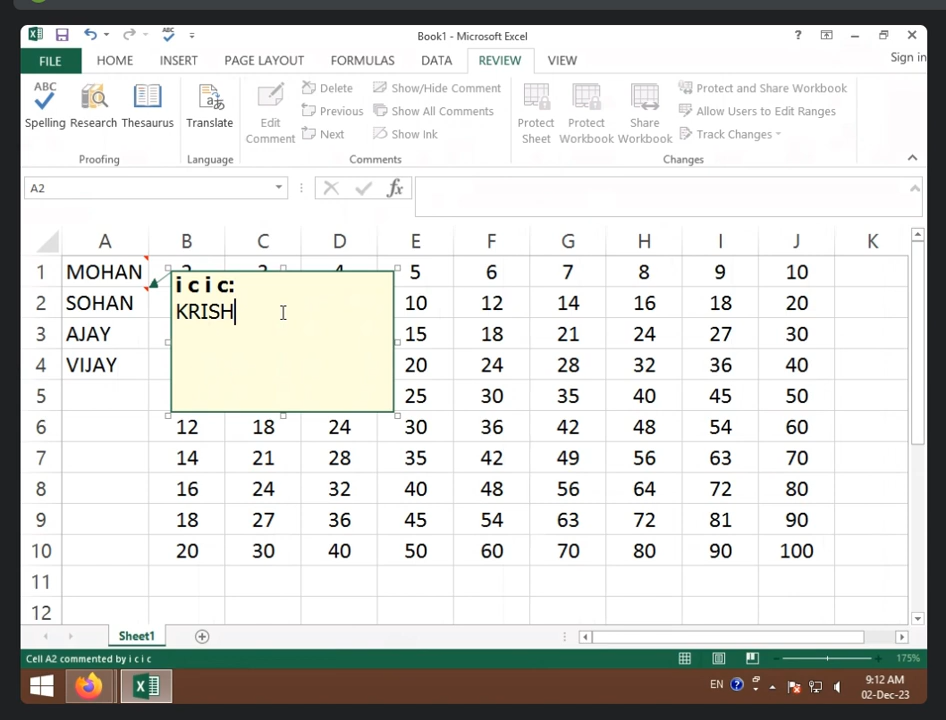 Book1 - Microsoft Excel
?
FILE HOME INSERT PAGE LAYOUT FORMULAS DATA REVIEW VIEW Sign in
ABC
Spelling Research Thesaurus
Proofing
Translate
Language
Edit Comment
Delete
Previous
Next
Show/Hide Comment
Show All Comments
Show Ink
Comments
Protect Sheet
Protect Workbook
Share Workbook
Protect and Share Workbook
Allow Users to Edit Ranges
Track Changes
Changes
A2 fx
A B C D E F G H I J K
1 MOHAN 2 3 4 5 6 7 8 9 10
i c i c:
KRISH
2 SOHAN 10 12 14 16 18 20
3 AJAY 15 18 21 24 27 30
4 VIJAY 20 24 28 32 36 40
5 25 30 35 40 45 50
6 12 18 24 30 36 42 48 54 60
7 14 21 28 35 42 49 56 63 70
8 16 24 32 40 48 56 64 72 80
9 18 27 36 45 54 63 72 81 90
10 20 30 40 50 60 70 80 90 100
11
12
Sheet1
Cell A2 commented by i c i c 175%
EN 9:12 AM
02-Dec-23